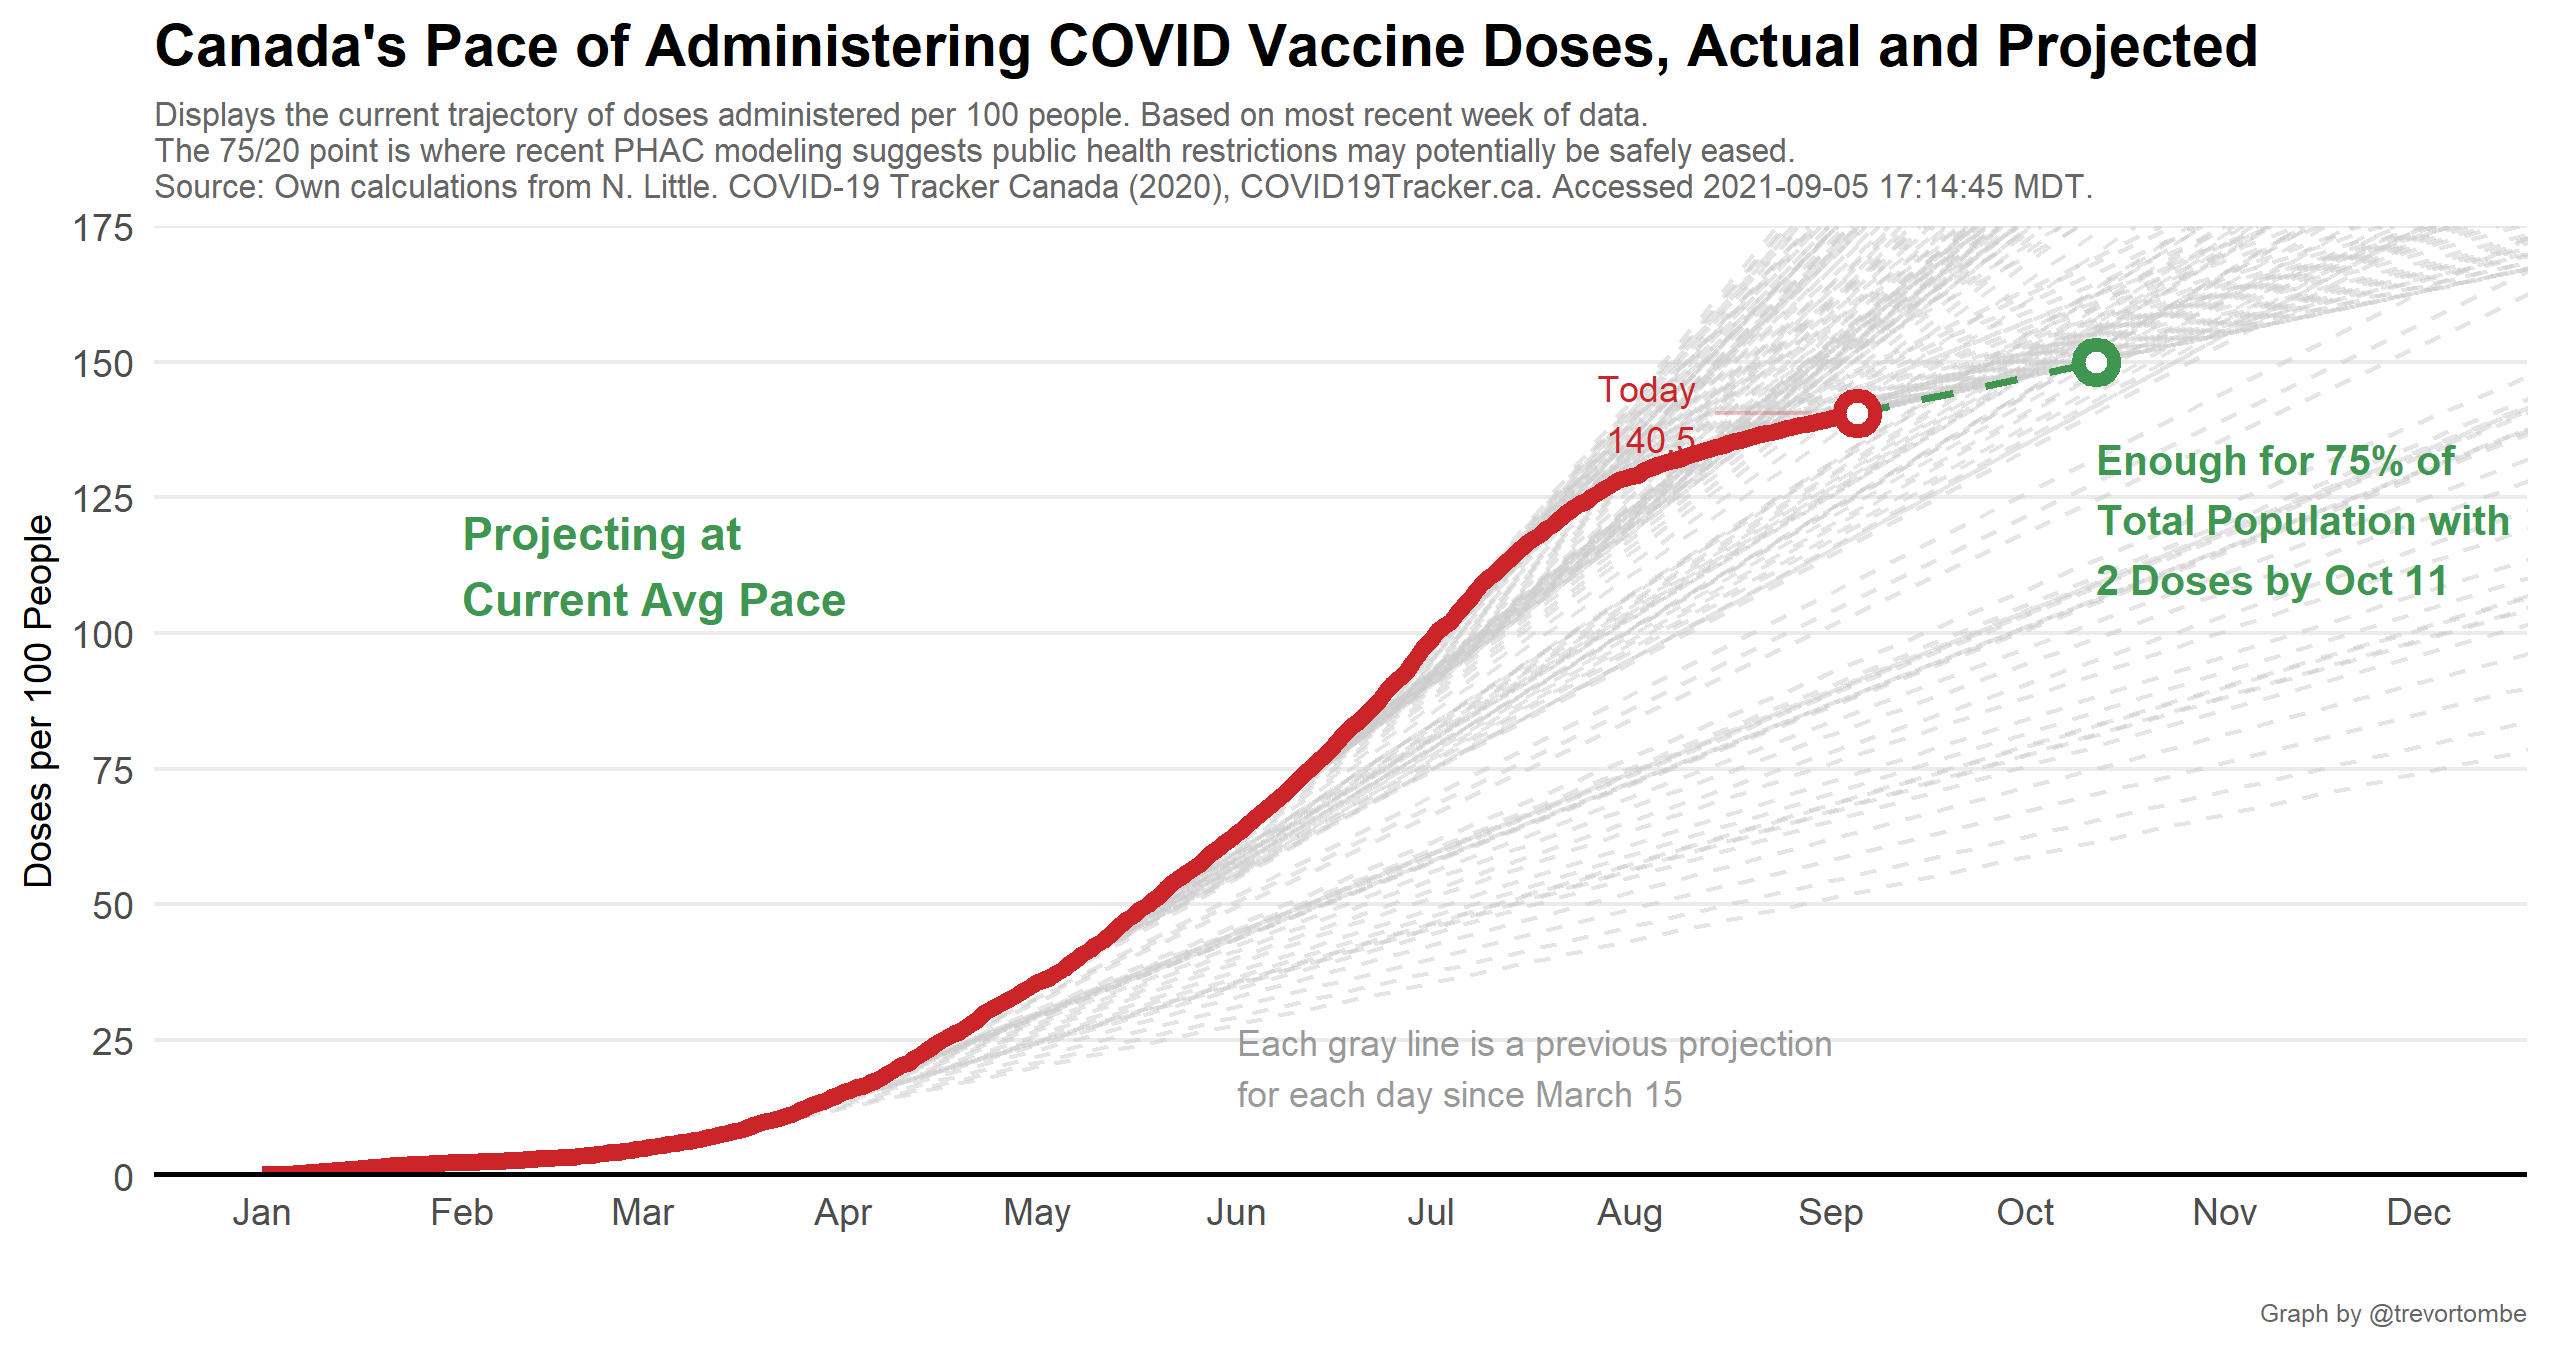 Canada's Pace of Administering COVID Vaccine Doses, Actual and Projected
Displays the current trajectory of doses administered per 100 people. Based on most recent week of data.
The 75/20 point is where recent PHAC modeling suggests public health restrictions may potentially be safely eased.
Source: Own calculations from N. Little. COVID-19 Tracker Canada (2020), COVID19Tracker.ca. Accessed 2021-09-05 17:14:45 MDT.
Doses per 100 People
175
150
125
100
75
50
25
0
Today
140.5
Projecting at
Current Avg Pace
Enough for 75% of
Total Population with
2 Doses by Oct 11
Each gray line is a previous projection
for each day since March 15
Jan Feb Mar Apr May Jun Jul Aug Sep Oct Nov Dec
Graph by @trevortombe